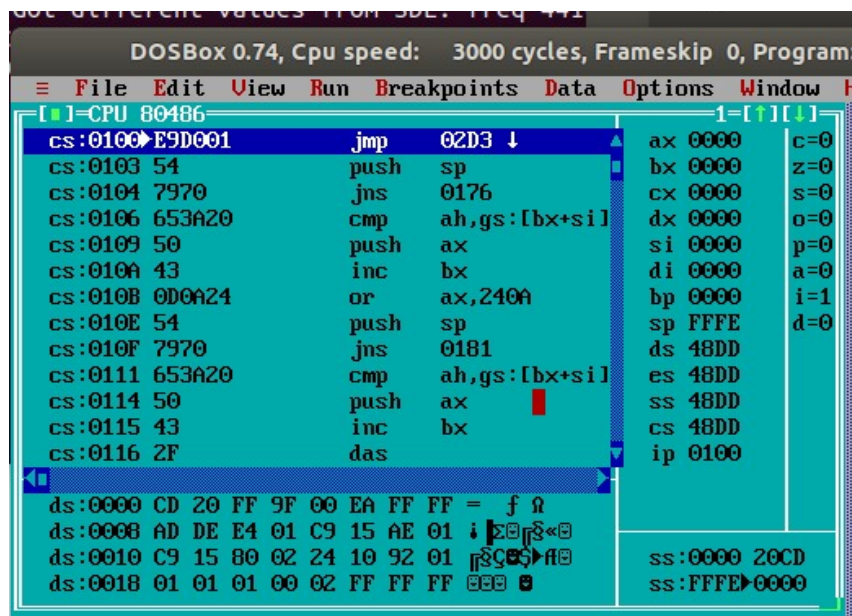 Got different values from SDL: freq 441
DOSBox 0.74, Cpu speed: 3000 cycles, Frameskip 0, Program:
≡ File Edit View Run Breakpoints Data Options Window H
[■]=CPU 80486 1=[↑][↓]
cs:0100►E9D001 jmp 02D3 ↓ ax 0000 c=0
cs:0103 54 push sp bx 0000 z=0
cs:0104 7970 jns 0176 cx 0000 s=0
cs:0106 653A20 cmp ah,gs:[bx+si] dx 0000 o=0
cs:0109 50 push ax si 0000 p=0
cs:010A 43 inc bx di 0000 a=0
cs:010B 0D0A24 or ax,240A bp 0000 i=1
cs:010E 54 push sp sp FFFE d=0
cs:010F 7970 jns 0181 ds 48DD
cs:0111 653A20 cmp ah,gs:[bx+si] es 48DD
cs:0114 50 push ax ss 48DD
cs:0115 43 inc bx cs 48DD
cs:0116 2F das ip 0100
ds:0000 CD 20 FF 9F 00 EA FF FF = ƒ Ω
ds:0008 AD DE E4 01 C9 15 AE 01 ¡▐Σ☺╔§«☺
ds:0010 C9 15 80 02 24 10 92 01 ╔§Ç☻$►Æ☺ ss:0000 20CD
ds:0018 01 01 01 00 02 FF FF FF ☺☺☺ ☻ ss:FFFE►0000